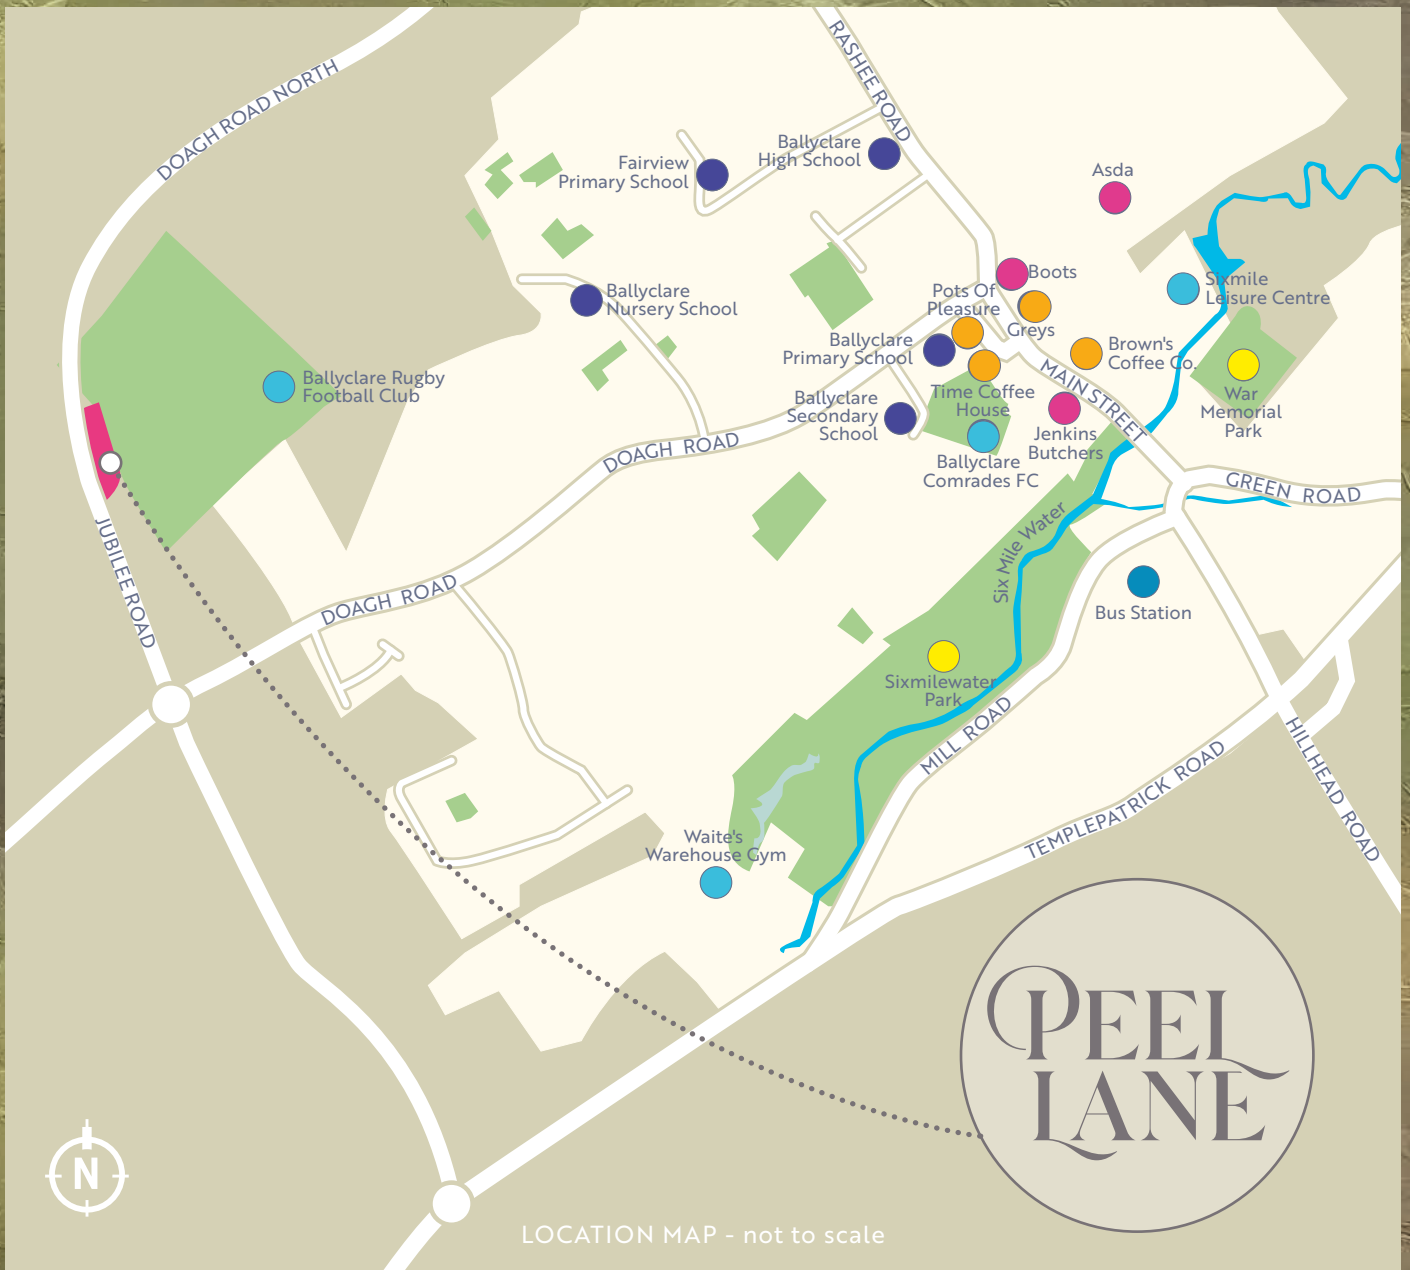 DOAGH ROAD NORTH
RASHEE ROAD
Ballyclare
High School
Fairview
Primary School
Asda
Boots
Sixmile
Leisure Centre
Ballyclare
Nursery School
Pots Of
Pleasure
Greys
Ballyclare
Primary School
Brown's
Coffee Co.
MAIN STREET
Ballyclare Rugby
Football Club
Time Coffee
House
War
Memorial
Park
Ballyclare
Secondary
School
Jenkins
Butchers
DOAGH ROAD
Ballyclare
Comrades FC
GREEN ROAD
Six Mile Water
JUBILEE ROAD
DOAGH ROAD
Bus Station
Sixmilewater
Park
MILL ROAD
HILLHEAD ROAD
TEMPLEPATRICK ROAD
Waite's
Warehouse Gym
PEEL
LANE
N
LOCATION MAP - not to scale